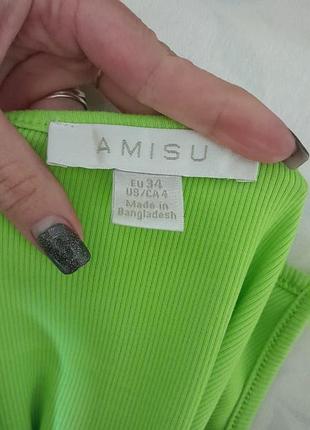 AMISU
EU 34
US/CA 4
Made in
Bangladesh